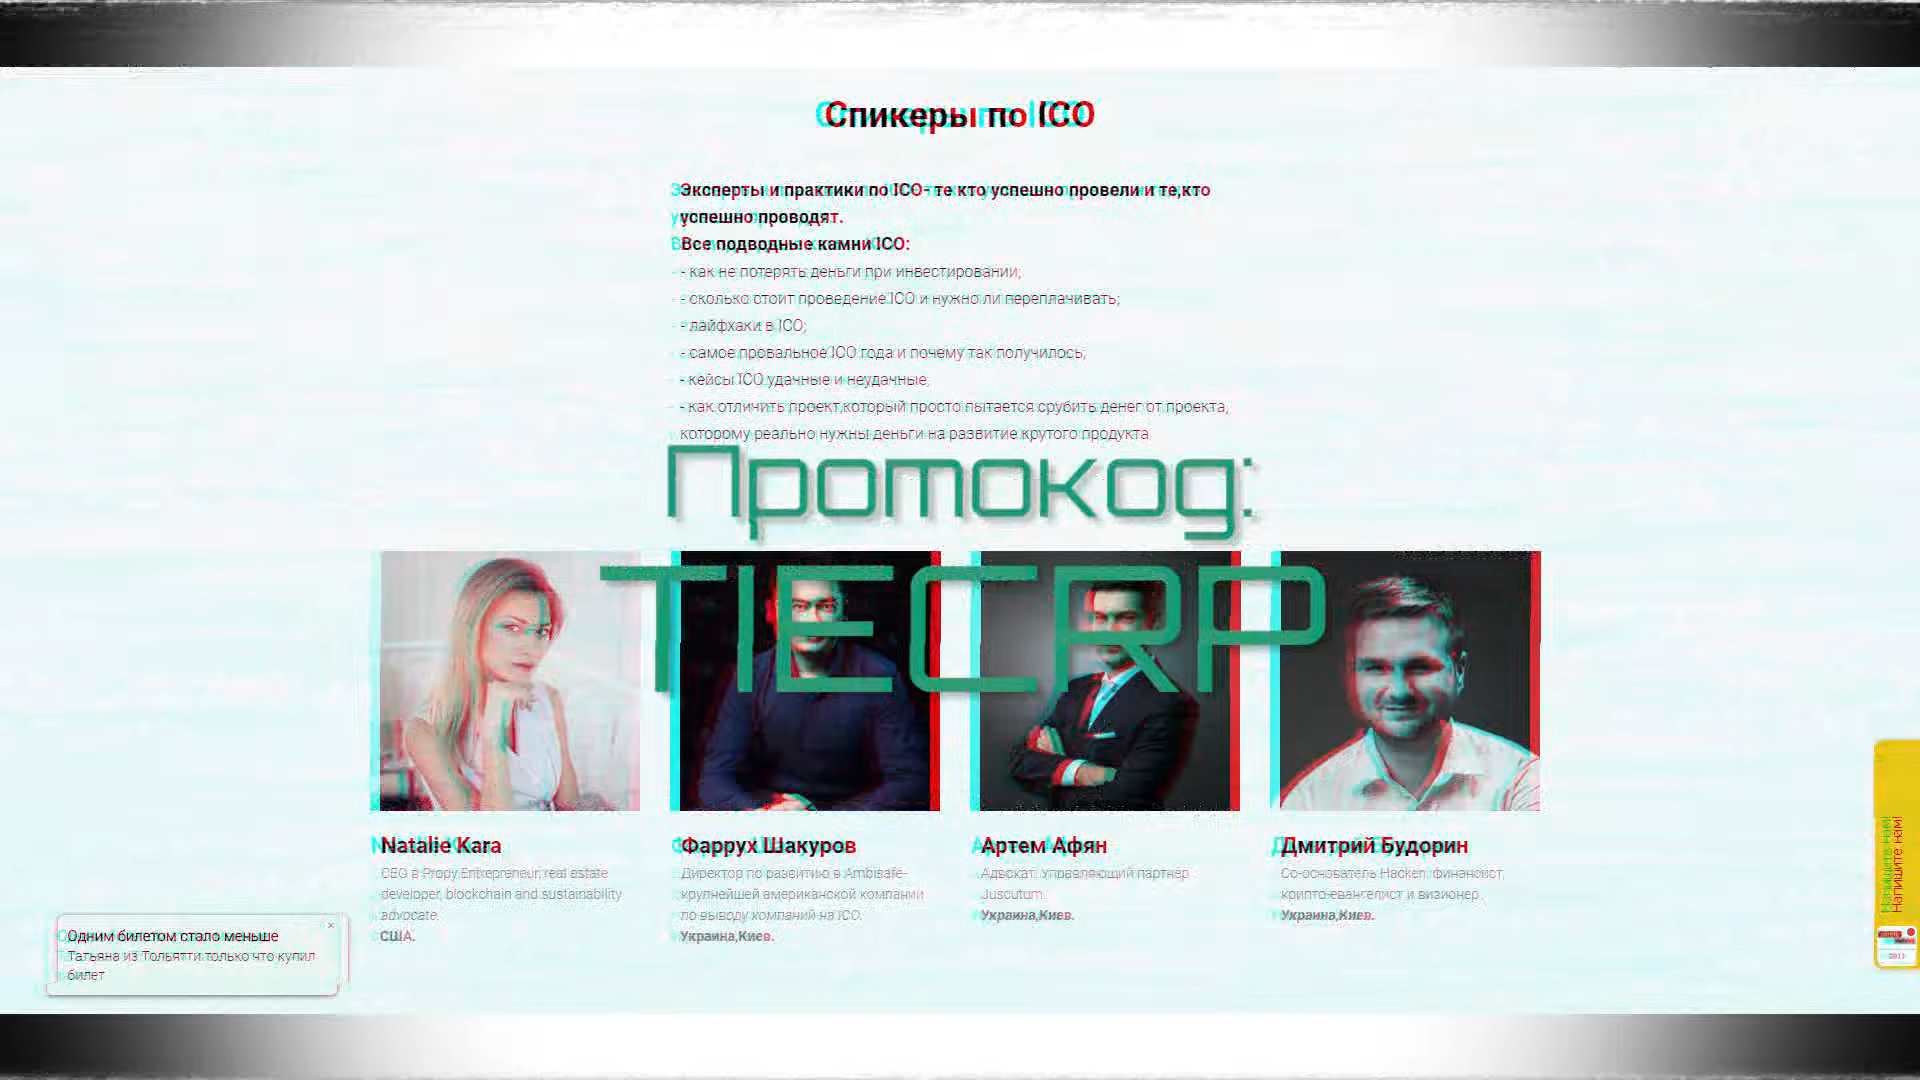 Спикеры по ICO
Эксперты и практики по ICO- те кто успешно провели и те,кто
успешно проводят.
Все подводные камни ICO:
- как не потерять деньги при инвестировании;
- сколько стоит проведение ICO и нужно ли переплачивать;
- лайфхаки в ICO;
- самое провальное ICO года и почему так получилось;
- кейсы ICO удачные и неудачные;
- как отличить проект,который просто пытается срубить денег от проекта,
которому реально нужны деньги на развитие крутого продукта.
Протокод:
TIECRP
Natalie Kara
CEO в Propy.Entrepreneur, real estate
developer, blockchain and sustainability
advocate.
США.
Фаррух Шакуров
Директор по развитию в Ambisafe-
крупнейшей американской компании
по выводу компаний на ICO.
Украина,Киев.
Артем Афян
Адвокат. Управляющий партнер
Juscutum.
Украина,Киев.
Дмитрий Будорин
Со-основатель Hacken, финансист,
крипто-евангелист и визионер.
Украина,Киев.
Одним билетом стало меньше
×
Татьяна из Тольятти только что купил
билет
Напишите нам!